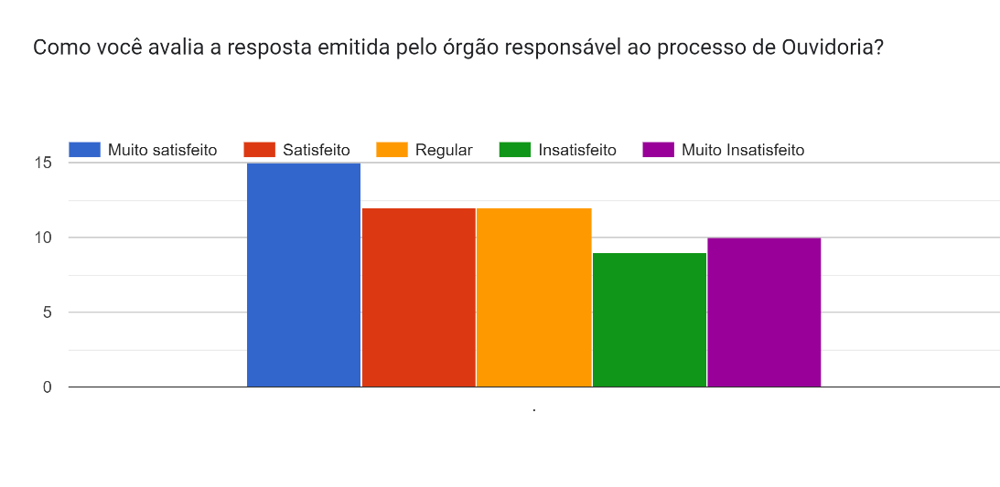 Como você avalia a resposta emitida pelo órgão responsável ao processo de Ouvidoria?
Muito satisfeito Satisfeito Regular Insatisfeito Muito Insatisfeito
15
10
5
0
.